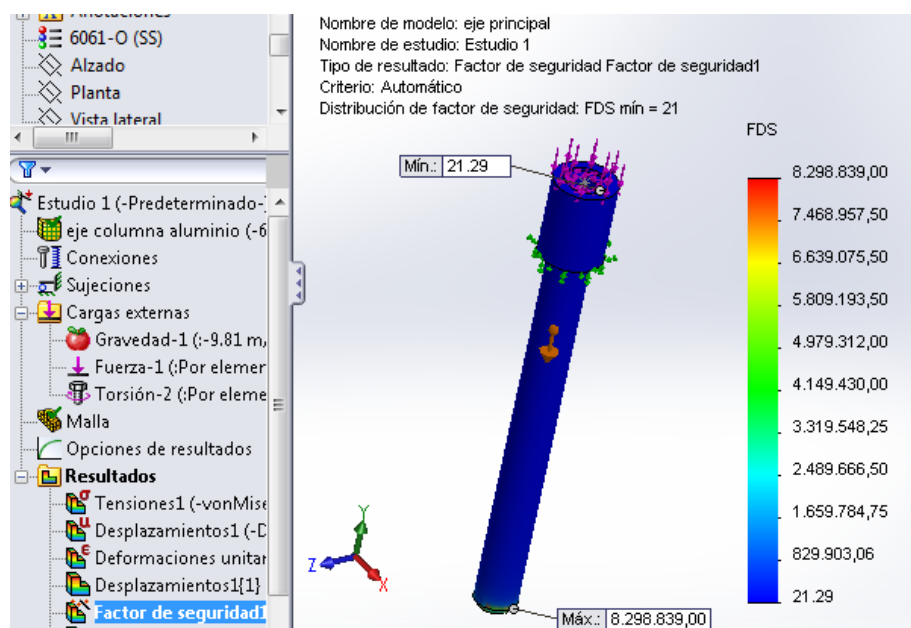 Anotaciones
6061-O (SS)
Alzado
Planta
Vista lateral
Estudio 1 (-Predeterminado-
eje columna aluminio (-6
Conexiones
Sujeciones
Cargas externas
Gravedad-1 (:-9.81 m,
Fuerza-1 (:Por elemer
Torsión-2 (:Por eleme
Malla
Opciones de resultados
Resultados
Tensiones1 (-vonMise
Desplazamientos1 (-D
Deformaciones unitar
Desplazamientos1{1}
Factor de seguridad1
Nombre de modelo: eje principal
Nombre de estudio: Estudio 1
Tipo de resultado: Factor de seguridad Factor de seguridad1
Criterio: Automático
Distribución de factor de seguridad: FDS mín = 21
Mín.: 21.29
Máx.: 8.298.839,00
Y
Z
X
FDS
8.298.839,00
7.468.957,50
6.639.075,50
5.809.193,50
4.979.312,00
4.149.430,00
3.319.548,25
2.489.666,50
1.659.784,75
829.903,06
21.29